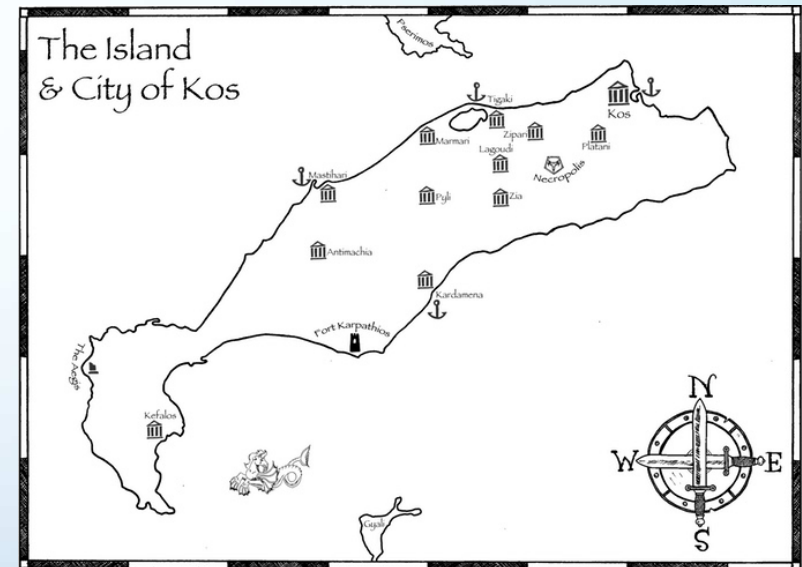 The Island
& City of Kos
Pserimos
Tigaki
Kos
Zipari
Platani
Marmari
Lagoudi
Necropolis
Mastihari
Pyli
Zia
Antimachia
Kardamena
Fort Karpathios
The Aegis
Kefalos
Gyali
N
W
E
S